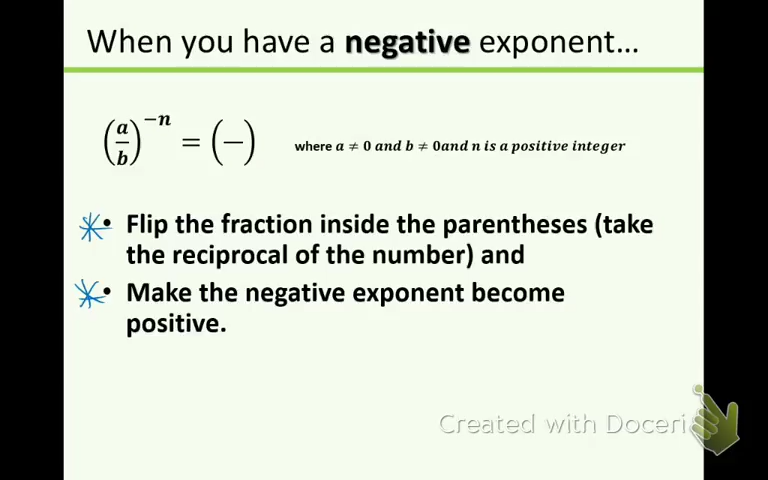 When you have a negative exponent...
(a/b)^−n = (—) where a ≠ 0 and b ≠ 0and n is a positive integer
• Flip the fraction inside the parentheses (take
the reciprocal of the number) and
• Make the negative exponent become
positive.
Created with Doceri